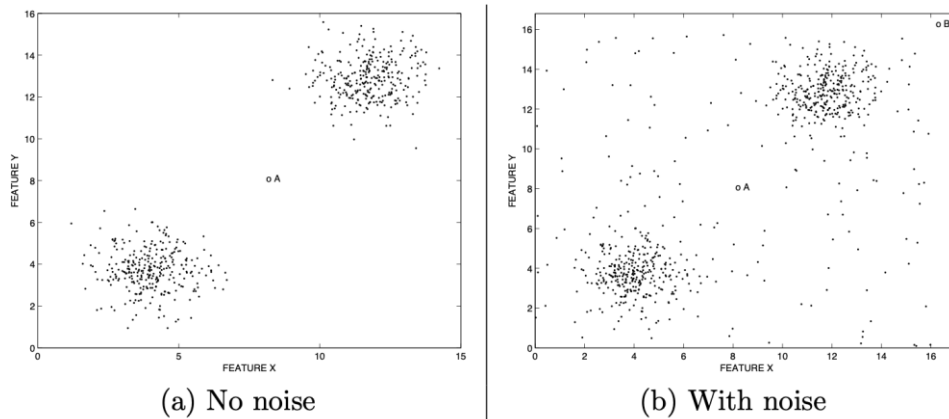 16
14
12
10
8
6
4
2
0
0 5 10 15
FEATURE Y
FEATURE X
A
(a) No noise
16
14
12
10
8
6
4
2
0
0 2 4 6 8 10 12 14 16
FEATURE Y
FEATURE X
A
B
(b) With noise